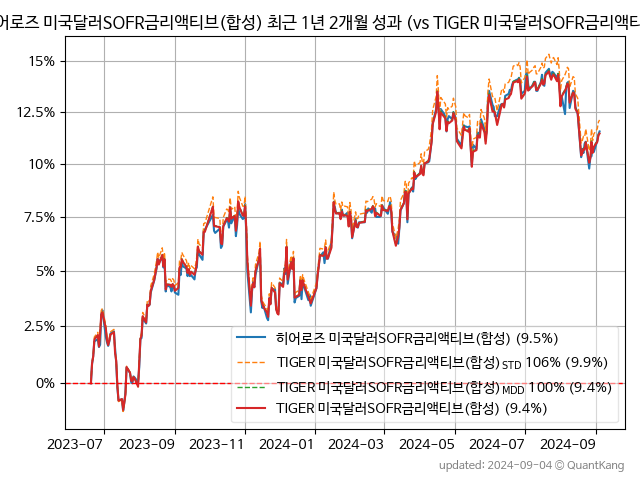 어로즈 미국달러SOFR금리액티브(합성) 최근 1년 2개월 성과 (vs TIGER 미국달러SOFR금리액티
15%
12.5%
10%
7.5%
5%
2.5%
0%
히어로즈 미국달러SOFR금리액티브(합성) (9.5%)
TIGER 미국달러SOFR금리액티브(합성) STD 106% (9.9%)
TIGER 미국달러SOFR금리액티브(합성) MDD 100% (9.4%)
TIGER 미국달러SOFR금리액티브(합성) (9.4%)
2023-07 2023-09 2023-11 2024-01 2024-03 2024-05 2024-07 2024-09
updated: 2024-09-04 © QuantKang